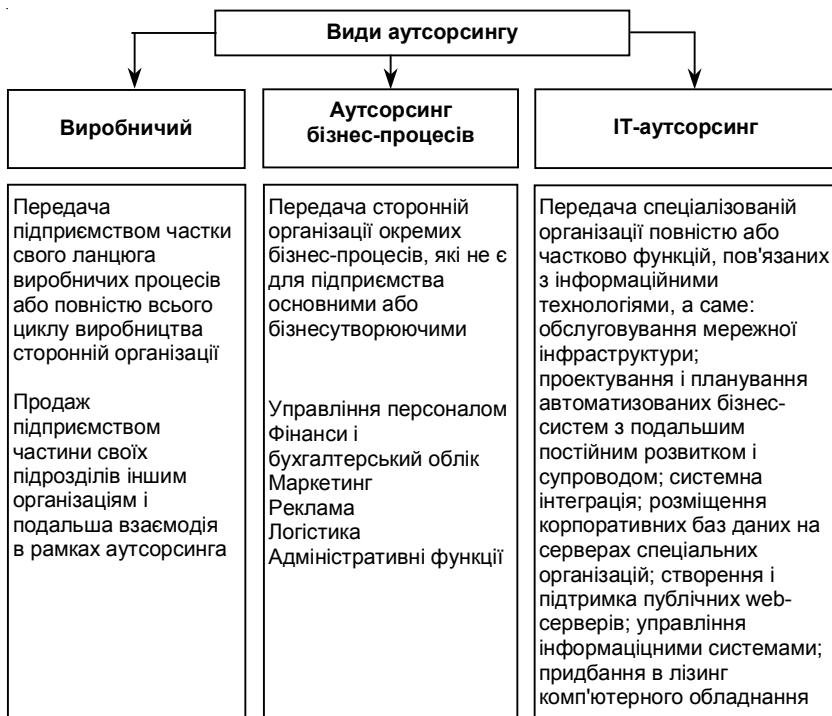 Види аутсорсингу
Виробничий
Аутсорсинг
бізнес-процесів
ІТ-аутсорсинг
Передача
підприємством частки
свого ланцюга
виробничих процесів
або повністю всього
циклу виробництва
сторонній організації
Продаж
підприємством
частини своїх
підрозділів іншим
організаціям і
подальша взаємодія
в рамках аутсорсинга
Передача сторонній
організації окремих
бізнес-процесів, які не є
для підприємства
основними або
бізнесутворюючими
Управління персоналом
Фінанси і
бухгалтерський облік
Маркетинг
Реклама
Логістика
Адміністративні функції
Передача спеціалізованій
організації повністю або
частково функцій, пов'язаних
з інформаційними
технологіями, а саме:
обслуговування мережної
інфраструктури;
проектування і планування
автоматизованих бізнес-
систем з подальшим
постійним розвитком і
супроводом; системна
інтеграція; розміщення
корпоративних баз даних на
серверах спеціальних
організацій; створення і
підтримка публічних web-
серверів; управління
інформаціцними системами;
придбання в лізинг
комп'ютерного обладнання